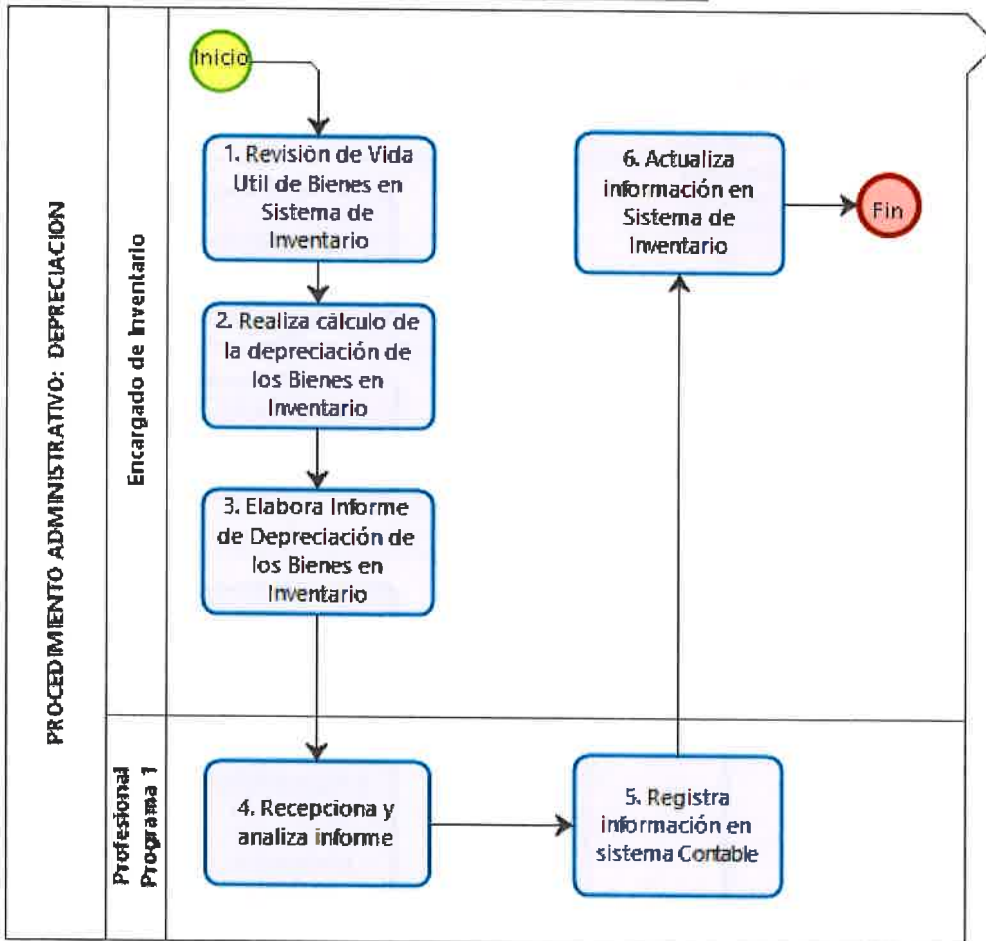 PROCEDIMIENTO ADMINISTRATIVO: DEPRECIACION
Encargado de Inventario
Inicio
1. Revisión de Vida
Util de Bienes en
Sistema de
Inventario
2. Realiza cálculo de
la depreciación de
los Bienes en
Inventario
3. Elabora Informe
de Depreciación de
los Bienes en
Inventario
6. Actualiza
información en
Sistema de
Inventario
Fin
Profesional
Programa 1
4. Recepciona y
analiza informe
5. Registra
información en
sistema Contable